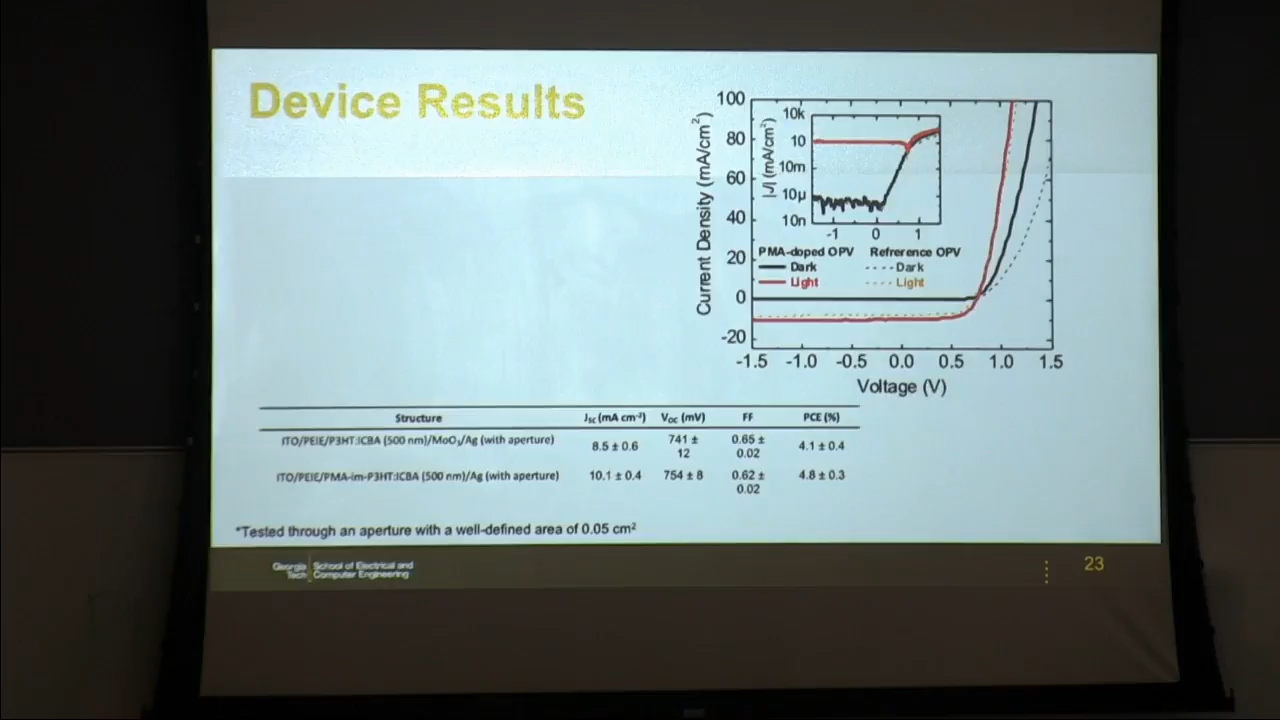 Device Results
100
80
60
40
20
0
-20
Current Density (mA/cm²)
10k
10
10m
10µ
10n
|J| (mA/cm²)
-1 0 1
PMA-doped OPV Refrerence OPV
Dark Dark
Light Light
-1.5 -1.0 -0.5 0.0 0.5 1.0 1.5
Voltage (V)
Structure JSC (mA cm⁻²) VOC (mV) FF PCE (%)
ITO/PEIE/P3HT:ICBA (500 nm)/MoO₃/Ag (with aperture) 8.5 ± 0.6 741 ± 12 0.65 ± 0.02 4.1 ± 0.4
ITO/PEIE/PMA-im-P3HT:ICBA (500 nm)/Ag (with aperture) 10.1 ± 0.4 754 ± 8 0.62 ± 0.02 4.8 ± 0.3
*Tested through an aperture with a well-defined area of 0.05 cm²
Georgia Tech School of Electrical and
Computer Engineering
23